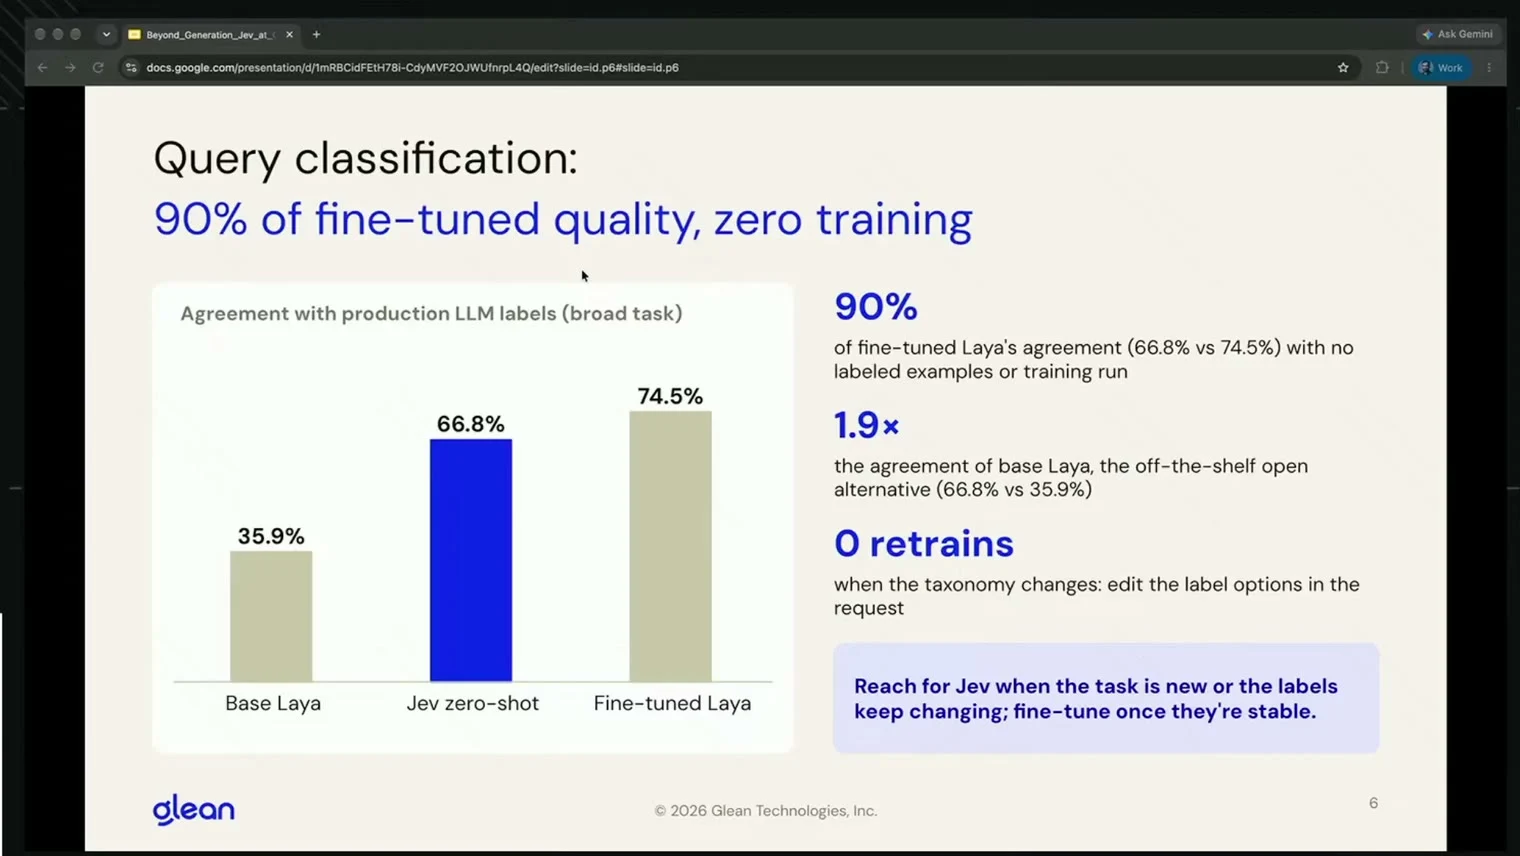 Beyond_Generation_Jev_at_
Ask Gemini
docs.google.com/presentation/d/1mRBCidFEtH78i-CdyMVF2OJWUfnrpL4Q/edit?slide=id.p6#slide=id.p6
Work
Query classification:
90% of fine-tuned quality, zero training
Agreement with production LLM labels (broad task)
35.9%
66.8%
74.5%
Base Laya
Jev zero-shot
Fine-tuned Laya
90%
of fine-tuned Laya's agreement (66.8% vs 74.5%) with no
labeled examples or training run
1.9×
the agreement of base Laya, the off-the-shelf open
alternative (66.8% vs 35.9%)
0 retrains
when the taxonomy changes: edit the label options in the
request
Reach for Jev when the task is new or the labels
keep changing; fine-tune once they're stable.
glean
© 2026 Glean Technologies, Inc.
6